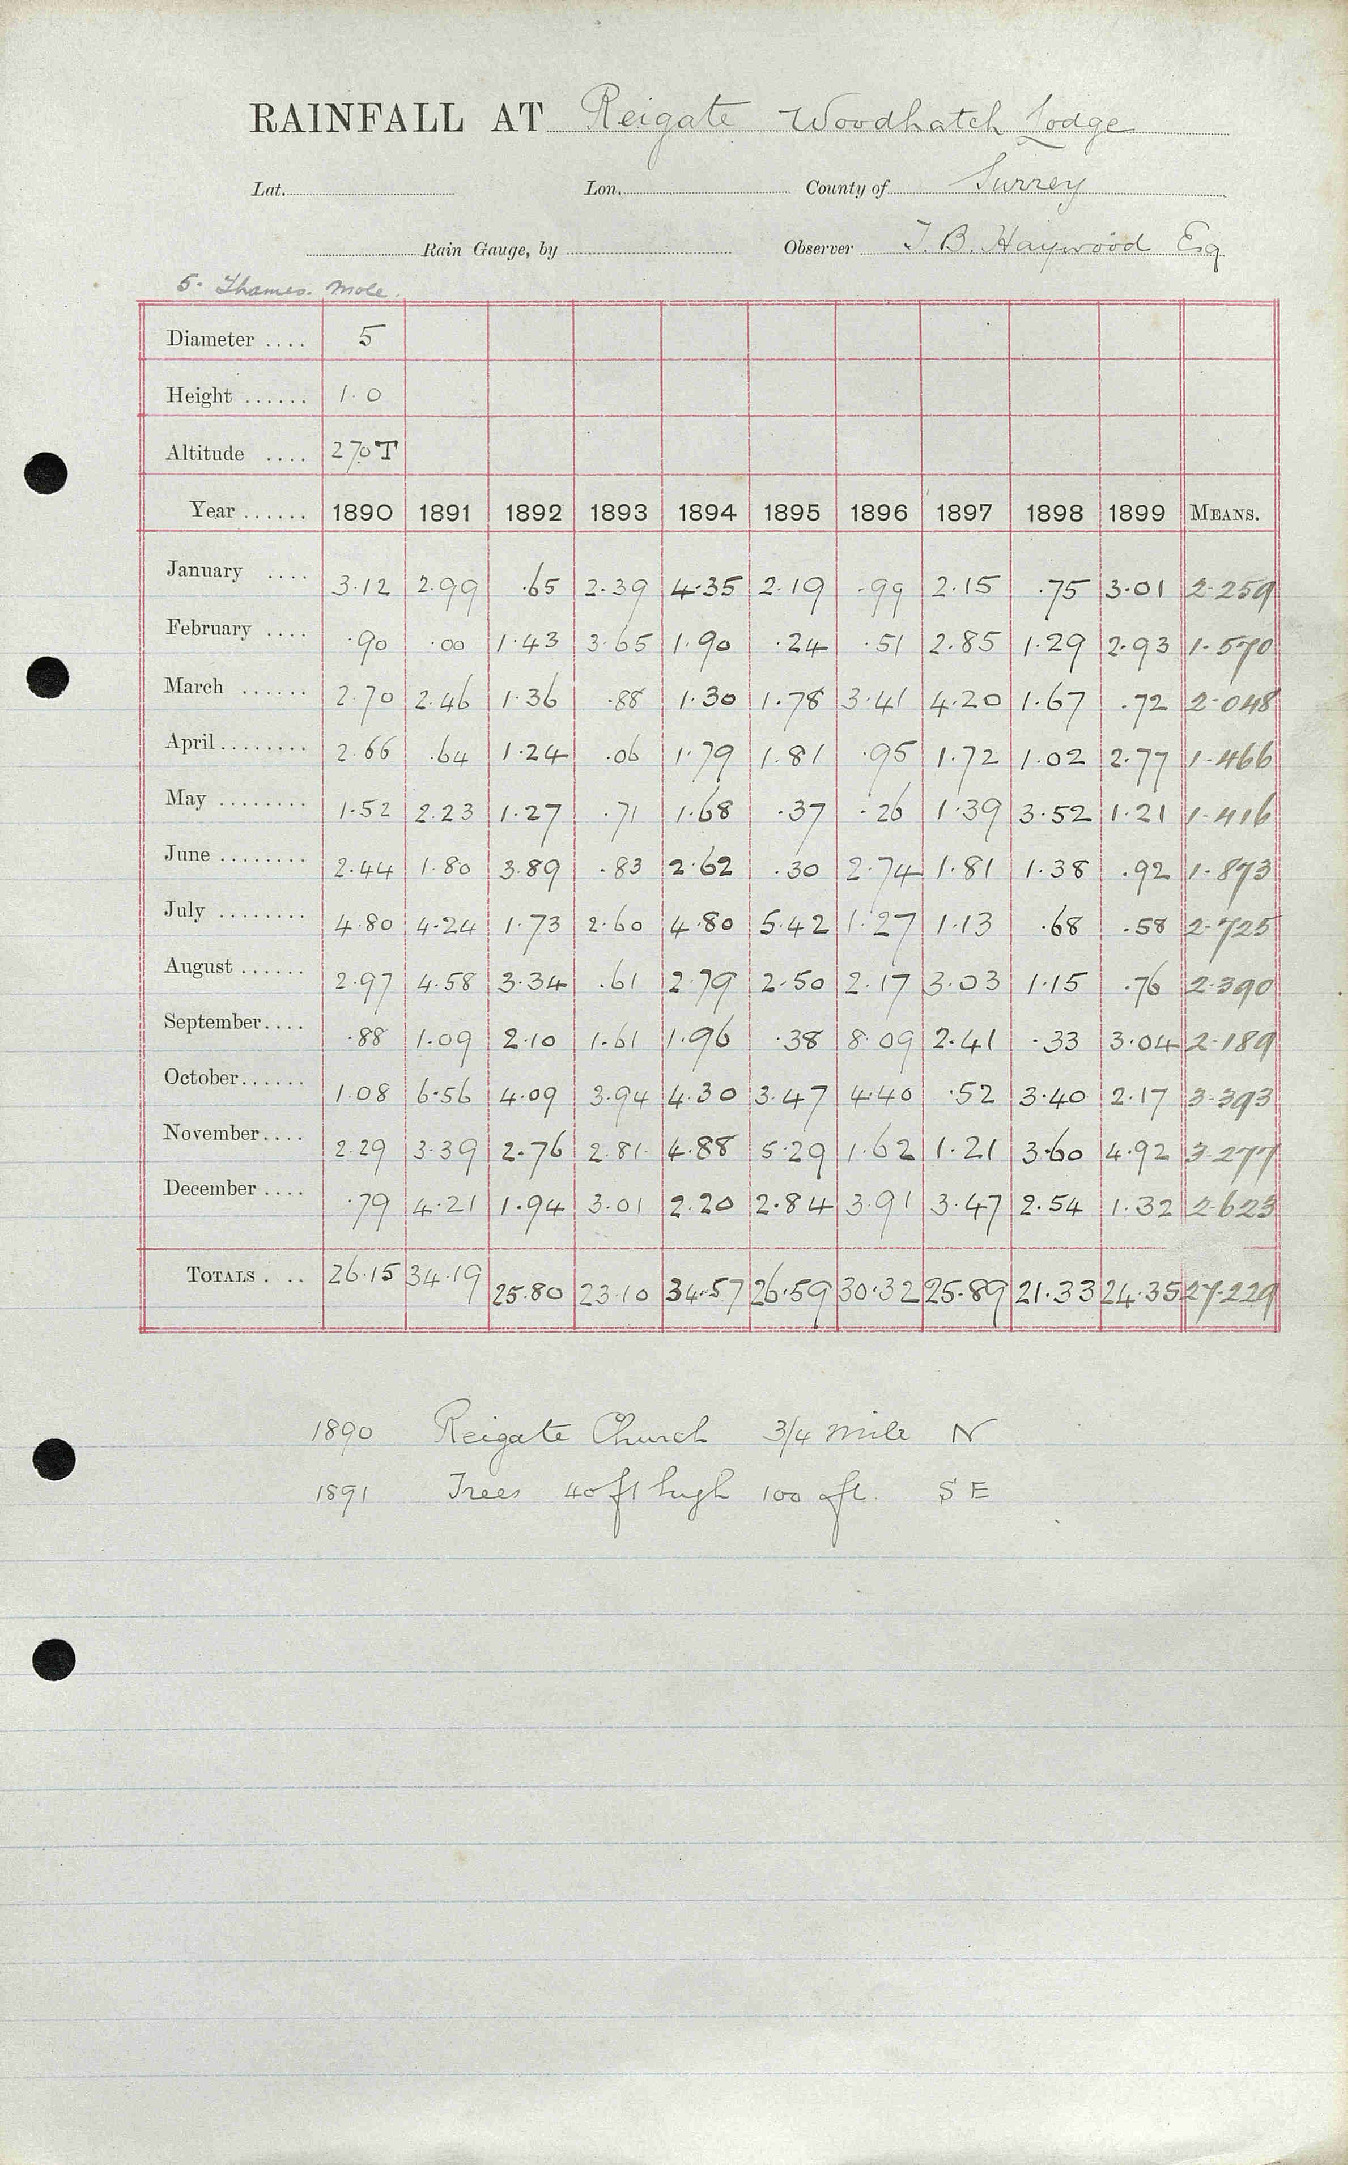 RAINFALL AT Reigate Woodhatch Lodge
Lat. Lon. County of Surrey
Rain Gauge, by Observer T. B. Haywood Esq
5. Thames. Mole.
Diameter .... 5
Height ...... 1.0
Altitude .... 270T
Year ...... 1890 1891 1892 1893 1894 1895 1896 1897 1898 1899 MEANS.
January .... 3.12 2.99 .65 2.39 4.35 2.19 .99 2.15 .75 3.01 2.259
February .... .90 .00 1.43 3.65 1.90 .24 .51 2.85 1.29 2.93 1.570
March ...... 2.70 2.46 1.36 .88 1.30 1.78 3.41 4.20 1.67 .72 2.048
April ........ 2.66 .64 1.24 .06 1.79 1.81 .95 1.72 1.02 2.77 1.466
May ........ 1.52 2.23 1.27 .71 1.68 .37 .26 1.39 3.52 1.21 1.416
June ........ 2.44 1.80 3.89 .83 2.62 .30 2.74 1.81 1.38 .92 1.873
July ........ 4.80 4.24 1.73 2.60 4.80 5.42 1.27 1.13 .68 .58 2.725
August ...... 2.97 4.58 3.34 .61 2.79 2.50 2.17 3.03 1.15 .76 2.390
September.... .88 1.09 2.10 1.61 1.96 .38 8.09 2.41 .33 3.04 2.189
October...... 1.08 6.56 4.09 3.94 4.30 3.47 4.40 .52 3.40 2.17 3.393
November.... 2.29 3.39 2.76 2.81 4.88 5.29 1.62 1.21 3.60 4.92 3.277
December .... .79 4.21 1.94 3.01 2.20 2.84 3.91 3.47 2.54 1.32 2.623
TOTALS . .. 26.15 34.19 25.80 23.10 34.57 26.59 30.32 25.89 21.33 24.35 27.229
1890 Reigate Church 3/4 mile N
1891 Trees 40 ft high 100 ft. S E